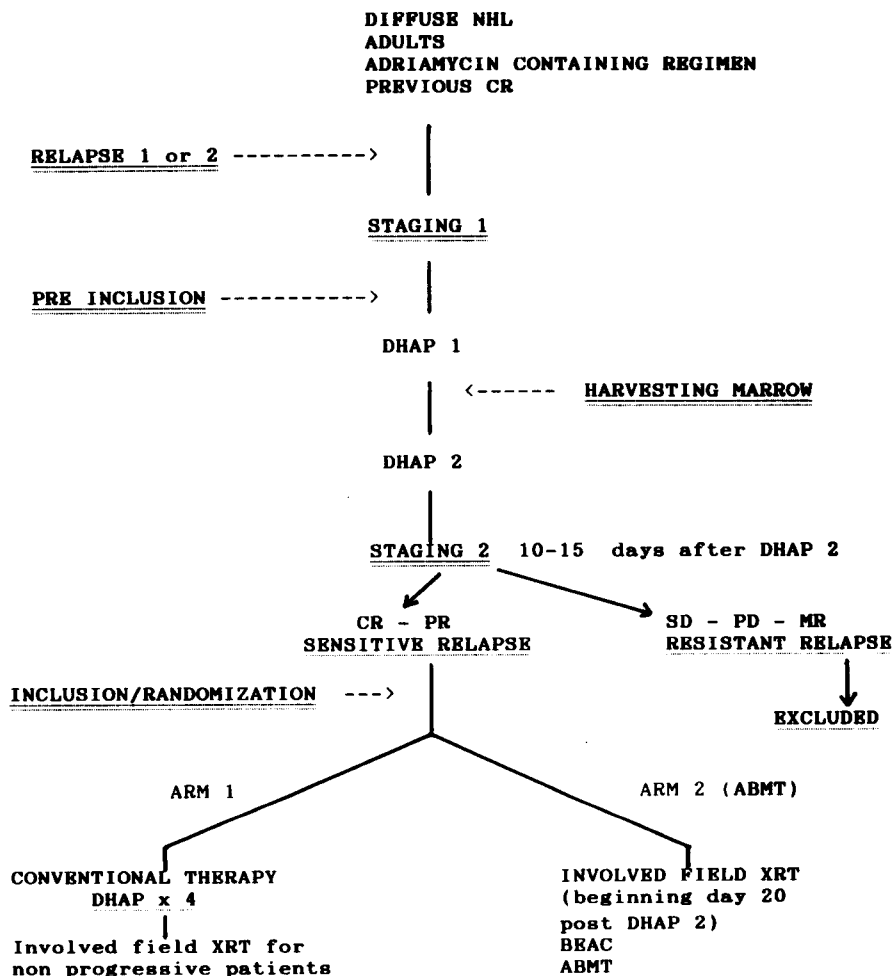 DIFFUSE NHL
ADULTS
ADRIAMYCIN CONTAINING REGIMEN
PREVIOUS CR
RELAPSE 1 or 2
STAGING 1
PRE INCLUSION
DHAP 1
HARVESTING MARROW
DHAP 2
STAGING 2 10-15 days after DHAP 2
CR - PR
SENSITIVE RELAPSE
SD - PD - MR
RESISTANT RELAPSE
INCLUSION/RANDOMIZATION
EXCLUDED
ARM 1
ARM 2 (ABMT)
CONVENTIONAL THERAPY
DHAP x 4
Involved field XRT for
non progressive patients
INVOLVED FIELD XRT
(beginning day 20
post DHAP 2)
BEAC
ABMT